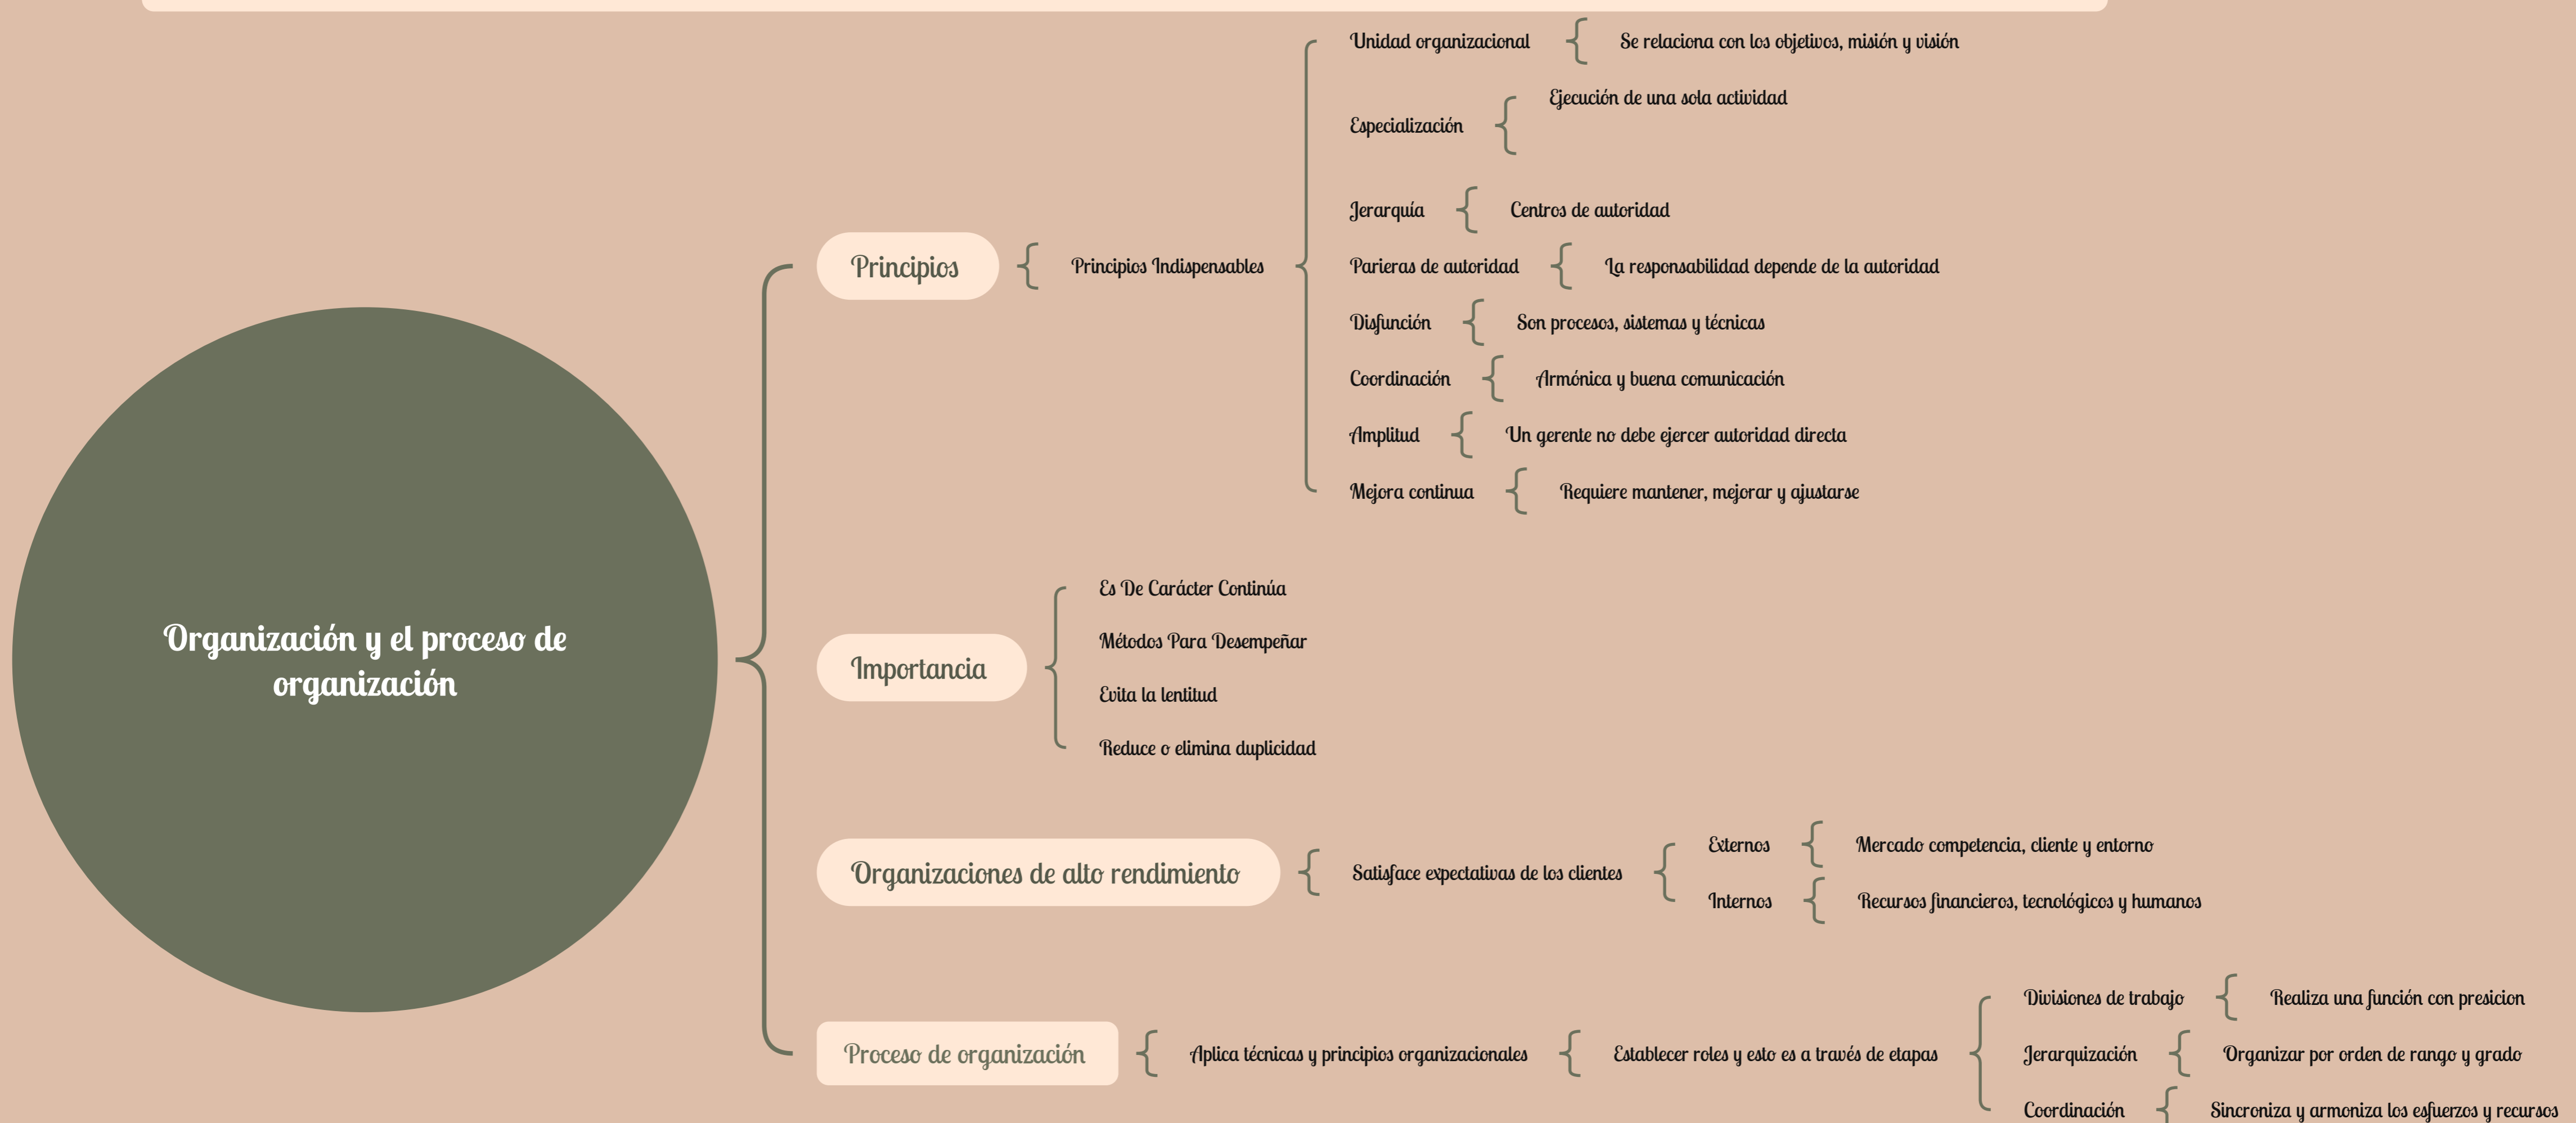 Organización y el proceso de
organización
Principios
Principios Indispensables
Unidad organizacional
Se relaciona con los objetivos, misión y visión
Especialización
Ejecución de una sola actividad
Jerarquía
Centros de autoridad
Parieras de autoridad
La responsabilidad depende de la autoridad
Disfunción
Son procesos, sistemas y técnicas
Coordinación
Armónica y buena comunicación
Amplitud
Un gerente no debe ejercer autoridad directa
Mejora continua
Requiere mantener, mejorar y ajustarse
Importancia
Es De Carácter Continúa
Métodos Para Desempeñar
Evita la lentitud
Reduce o elimina duplicidad
Organizaciones de alto rendimiento
Satisface expectativas de los clientes
Externos
Mercado competencia, cliente y entorno
Internos
Recursos financieros, tecnológicos y humanos
Proceso de organización
Aplica técnicas y principios organizacionales
Establecer roles y esto es a través de etapas
Divisiones de trabajo
Realiza una función con presicion
Jerarquización
Organizar por orden de rango y grado
Coordinación
Sincroniza y armoniza los esfuerzos y recursos